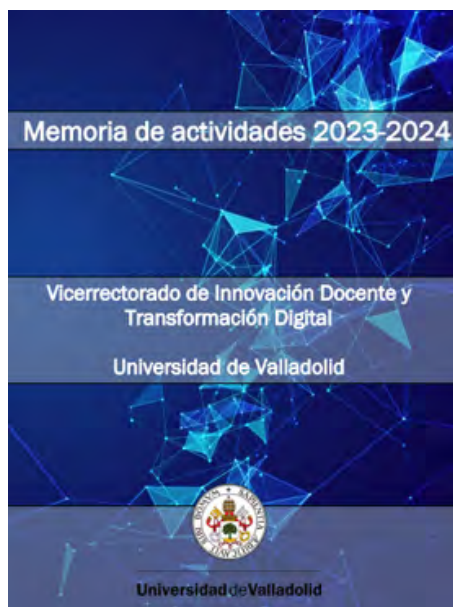 Memoria de actividades 2023-2024
Vicerrectorado de Innovación Docente y
Transformación Digital
Universidad de Valladolid
UniversidaddeValladolid